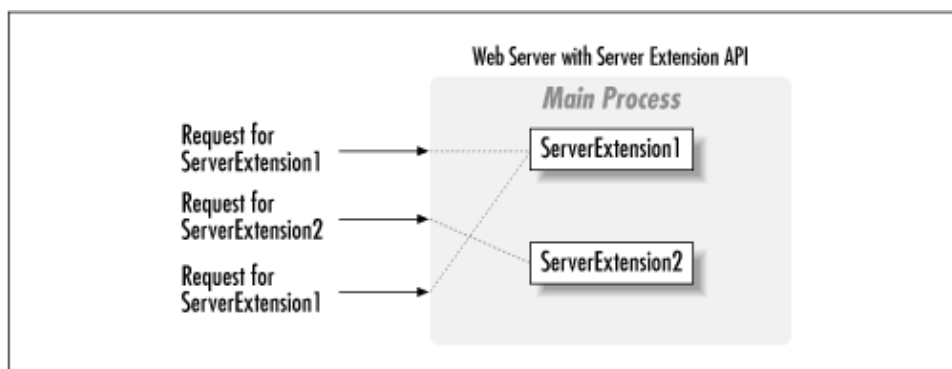 Web Server with Server Extension API
Main Process
Request for
ServerExtension1
ServerExtension1
Request for
ServerExtension2
ServerExtension2
Request for
ServerExtension1